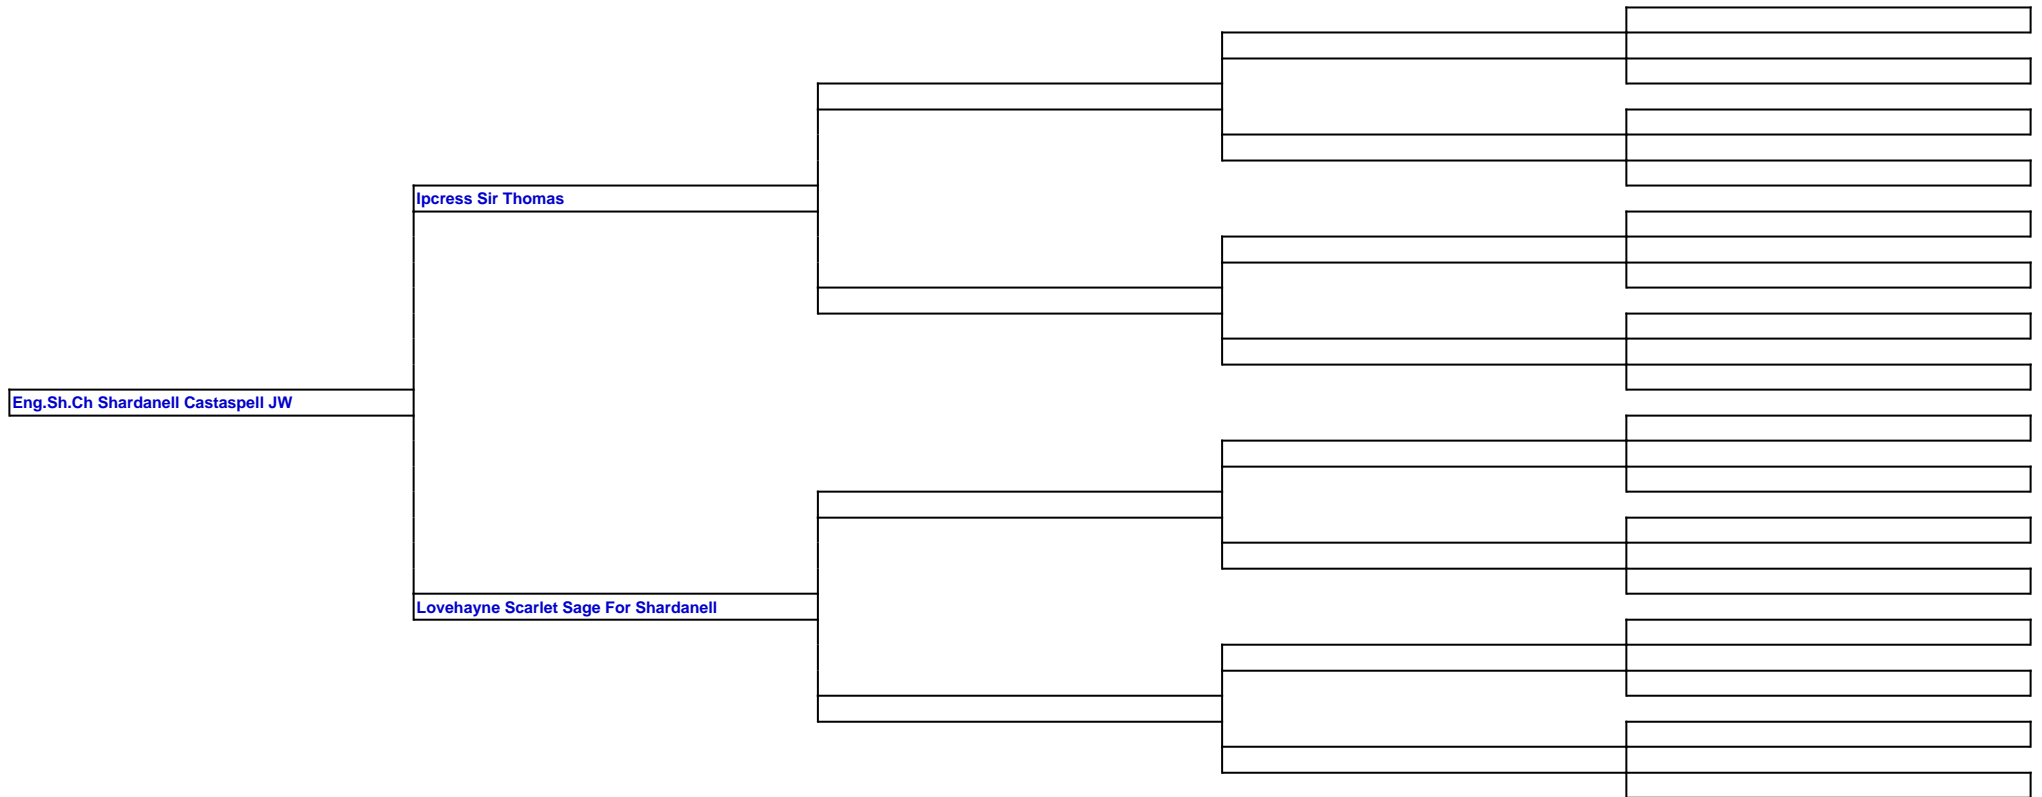 Ipcress Sir Thomas
Eng.Sh.Ch Shardanell Castaspell JW
Lovehayne Scarlet Sage For Shardanell